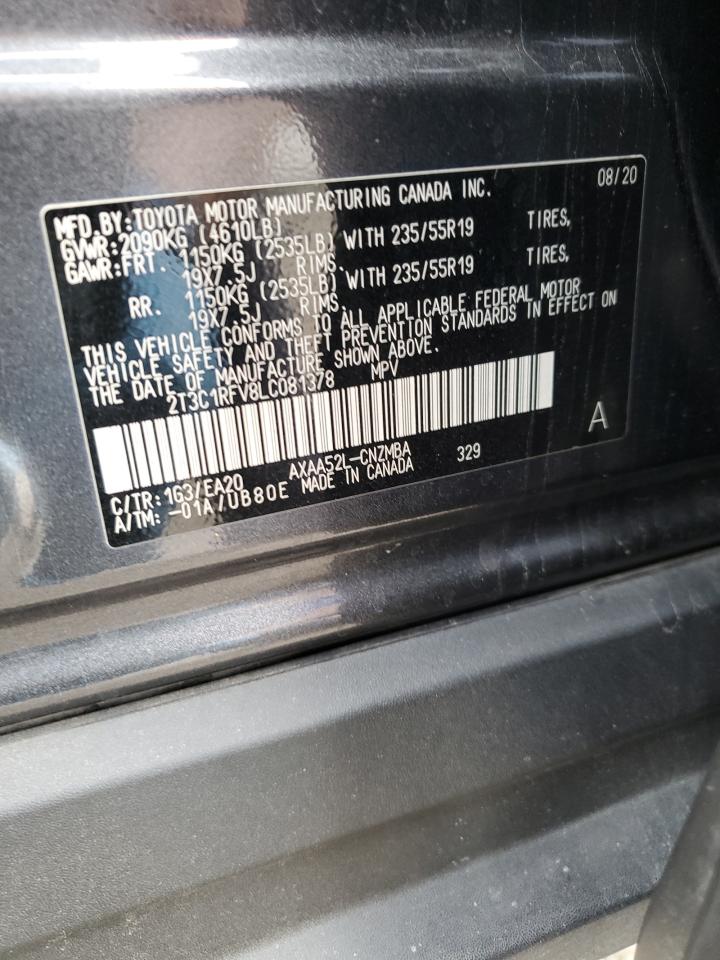 08/20
MFD.BY:TOYOTA MOTOR MANUFACTURING CANADA INC.
GVWR:2090KG (4610LB)
GAWR:FRT. 1150KG (2535LB) WITH 235/55R19 TIRES,
19X7.5J RIMS.
RR. 1150KG (2535LB) WITH 235/55R19 TIRES,
19X7.5J RIMS.
THIS VEHICLE CONFORMS TO ALL APPLICABLE FEDERAL MOTOR
VEHICLE SAFETY AND THEFT PREVENTION STANDARDS IN EFFECT ON
THE DATE OF MANUFACTURE SHOWN ABOVE.
2T3C1RFV8LC081378 MPV
A
C/TR: 1G3/EA20 AXAA52L-CNZMBA 329
A/TM: -01A/UB80E MADE IN CANADA